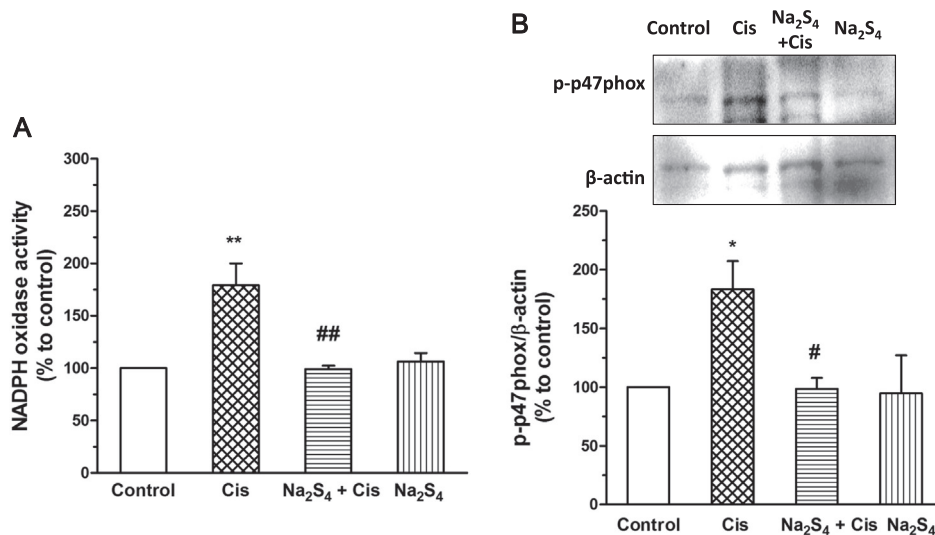 A
300
250
200
150
100
50
0
NADPH oxidase activity
(% to control)
**
##
Control Cis Na₂S₄ + Cis Na₂S₄
B
Control Cis Na₂S₄ +Cis Na₂S₄
p-p47phox
β-actin
250
200
150
100
50
0
p-p47phox/β-actin
(% to control)
*
#
Control Cis Na₂S₄ + Cis Na₂S₄